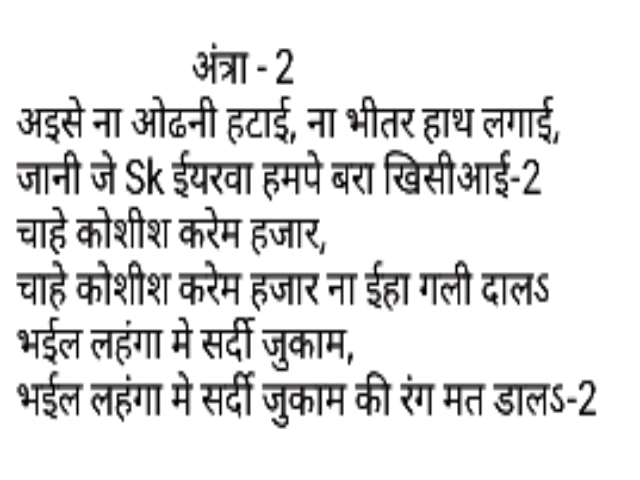 अंत्रा - 2
अइसे ना ओढनी हटाई, ना भीतर हाथ लगाई,
जानी जे Sk ईयरवा हमपे बरा खिसीआई-2
चाहे कोशीश करेम हजार,
चाहे कोशीश करेम हजार ना ईहा गली दालऽ
भईल लहंगा मे सर्दी जुकाम,
भईल लहंगा मे सर्दी जुकाम की रंग मत डालऽ-2